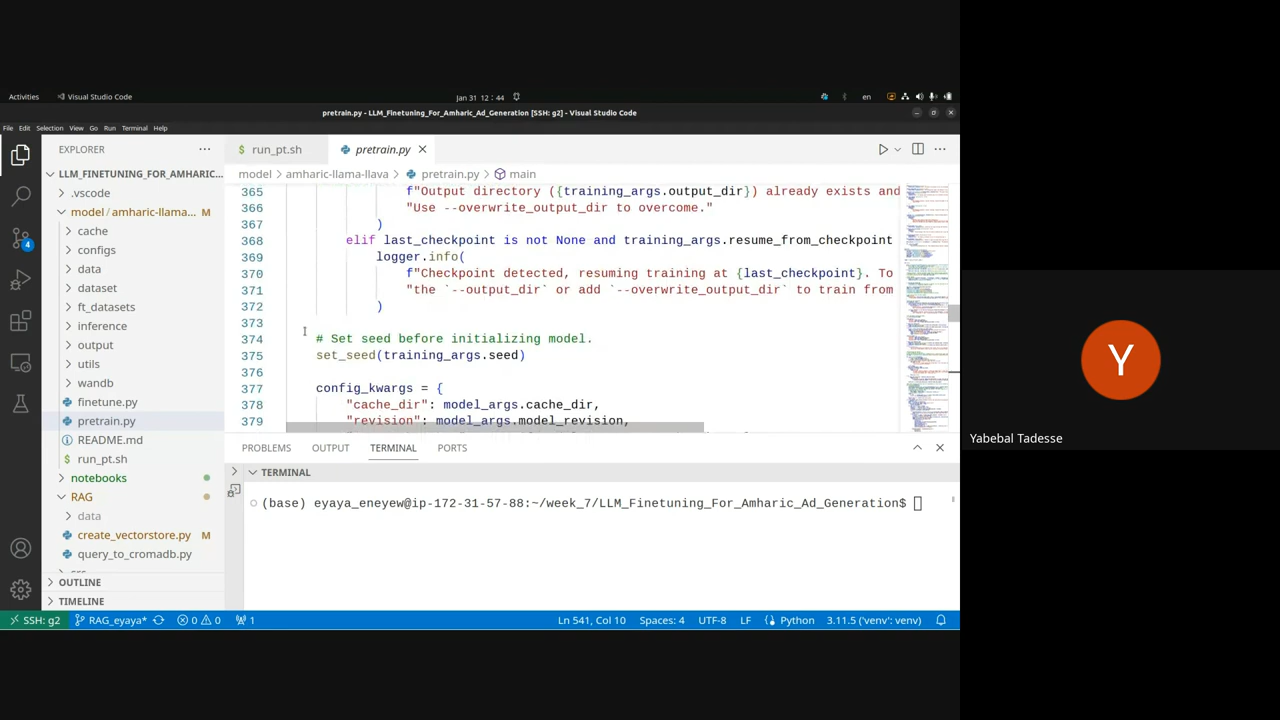 Activities
Visual Studio Code
Jan 31 12:44
en
pretrain.py - LLM_Finetuning_For_Amharic_Ad_Generation [SSH: g2] - Visual Studio Code
File Edit Selection View Go Run Terminal Help
EXPLORER
run_pt.sh
pretrain.py
LLM_FINETUNING_FOR_AMHARIC...
model > amharic-llama-llava > pretrain.py > main
.vscode
model / amharic-llama... M
cache
configs
data
dataset
ft_datasets
inference
output
utils
wandb
finetune.py
pretrain.py
README.md
run_pt.sh
notebooks
RAG
data
create_vectorstore.py M
query_to_cromadb.py
OUTLINE
TIMELINE
365 f"Output directory ({training_args.output_dir}) already exists and
366 to
367
368 elif last_checkpoint is not None and
369 logger.info(
370 f"Checkpoint detected, resuming training at {last_checkpoint}. To
371 "the or add `--overwrite_output_dir` to train from
372
373
374 # Set seed before initializing model.
375 set_seed(training_args.seed)
376
377 config_kwargs = {
378 "cache_dir": model_args.cache_dir,
379 "revision": model_args.model_revision,
PROBLEMS OUTPUT TERMINAL PORTS
TERMINAL
(base) eyaya_eneyew@ip-172-31-57-88:~/week_7/LLM_Finetuning_For_Amharic_Ad_Generation$
4
SSH: g2
RAG_eyaya*
0 0
1
Ln 541, Col 10
Spaces: 4
UTF-8
LF
Python
3.11.5 ('venv': venv)
Y
Yabebal Tadesse